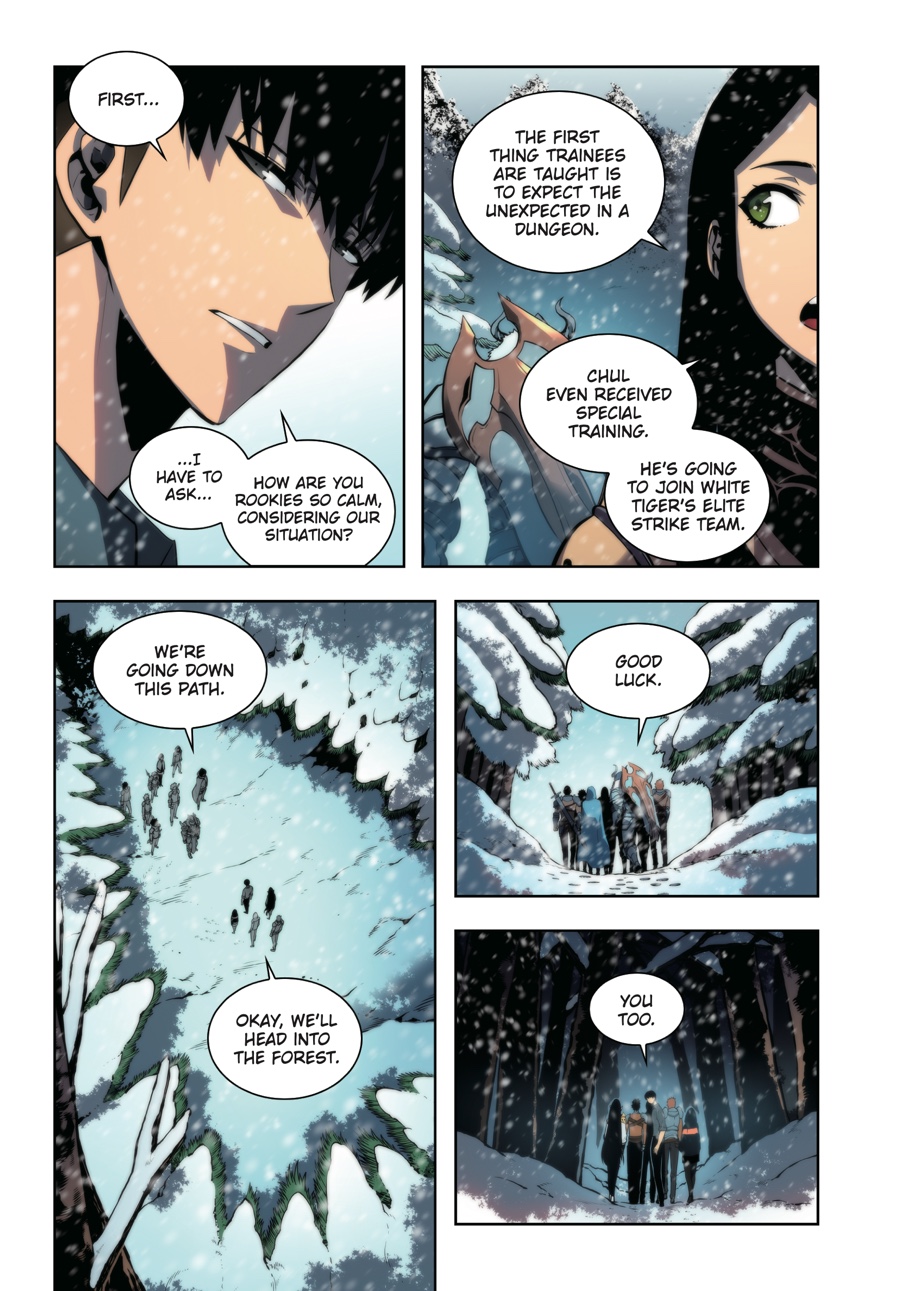 FIRST...
...I
HAVE TO
ASK...
HOW ARE YOU
ROOKIES SO CALM,
CONSIDERING OUR
SITUATION?
THE FIRST
THING TRAINEES
ARE TAUGHT IS
TO EXPECT THE
UNEXPECTED IN A
DUNGEON.
CHUL
EVEN RECEIVED
SPECIAL
TRAINING.
HE'S GOING
TO JOIN WHITE
TIGER'S ELITE
STRIKE TEAM.
WE'RE
GOING DOWN
THIS PATH.
OKAY, WE'LL
HEAD INTO
THE FOREST.
GOOD
LUCK.
YOU
TOO.